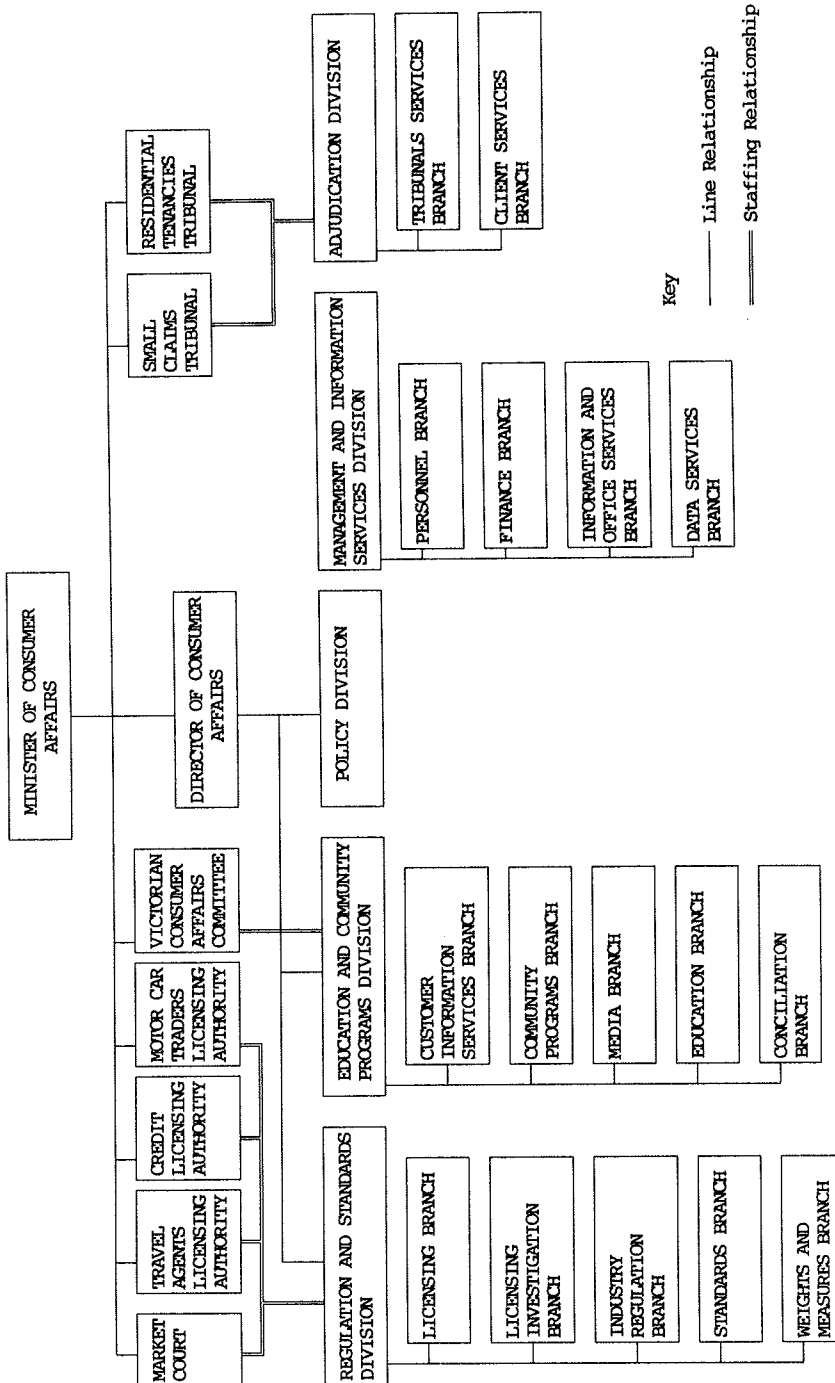 MINISTER OF CONSUMER
AFFAIRS
MARKET
COURT
TRAVEL
AGENTS
LICENSING
AUTHORITY
CREDIT
LICENSING
AUTHORITY
MOTOR CAR
TRADERS
LICENSING
AUTHORITY
VICTORIAN
CONSUMER
AFFAIRS
COMMITTEE
DIRECTOR OF CONSUMER
AFFAIRS
SMALL
CLAIMS
TRIBUNAL
RESIDENTIAL
TENANCIES
TRIBUNAL
REGULATION AND STANDARDS
DIVISION
LICENSING BRANCH
LICENSING
INVESTIGATION
BRANCH
INDUSTRY
REGULATION
BRANCH
STANDARDS BRANCH
WEIGHTS AND
MEASURES BRANCH
EDUCATION AND COMMUNITY
PROGRAMS DIVISION
CUSTOMER
INFORMATION
SERVICES BRANCH
COMMUNITY
PROGRAMS BRANCH
MEDIA BRANCH
EDUCATION BRANCH
CONCILIATION
BRANCH
POLICY DIVISION
MANAGEMENT AND INFORMATION
SERVICES DIVISION
PERSONNEL BRANCH
FINANCE BRANCH
INFORMATION AND
OFFICE SERVICES
BRANCH
DATA SERVICES
BRANCH
ADJUDICATION DIVISION
TRIBUNALS SERVICES
BRANCH
CLIENT SERVICES
BRANCH
Key
Line Relationship
Staffing Relationship